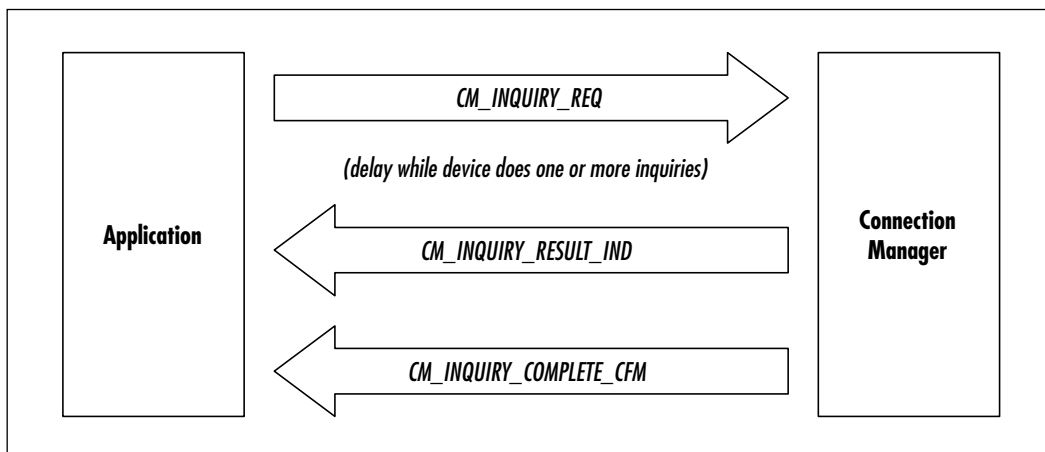 CM_INQUIRY_REQ
(delay while device does one or more inquiries)
Application
Connection
Manager
CM_INQUIRY_RESULT_IND
CM_INQUIRY_COMPLETE_CFM